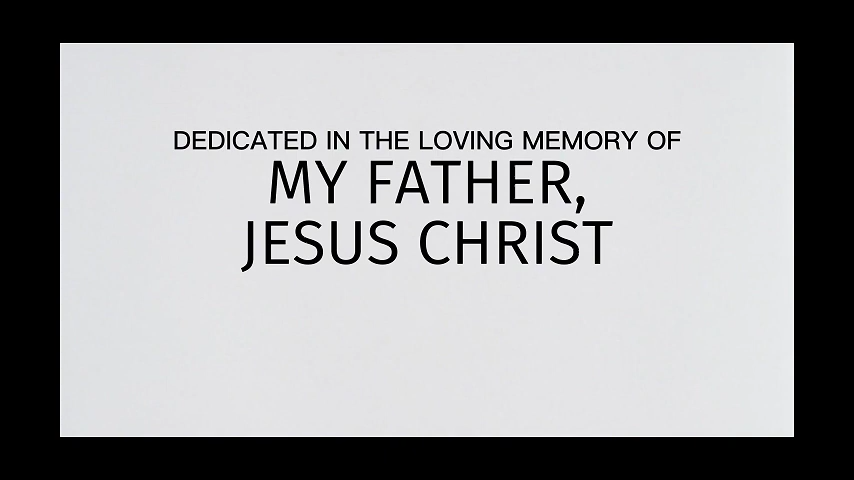 DEDICATED IN THE LOVING MEMORY OF
MY FATHER,
JESUS CHRIST